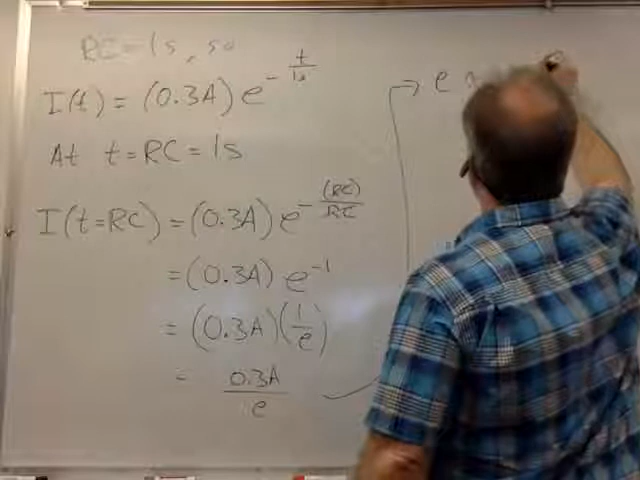 RC = 1s, so
I(t) = (0.3A) e^{- t/1s}
At t = RC = 1s
I(t=RC) = (0.3A) e^{- (RC)/RC}
= (0.3A) e^{-1}
= (0.3A)(1/e)
= 0.3A/e
e